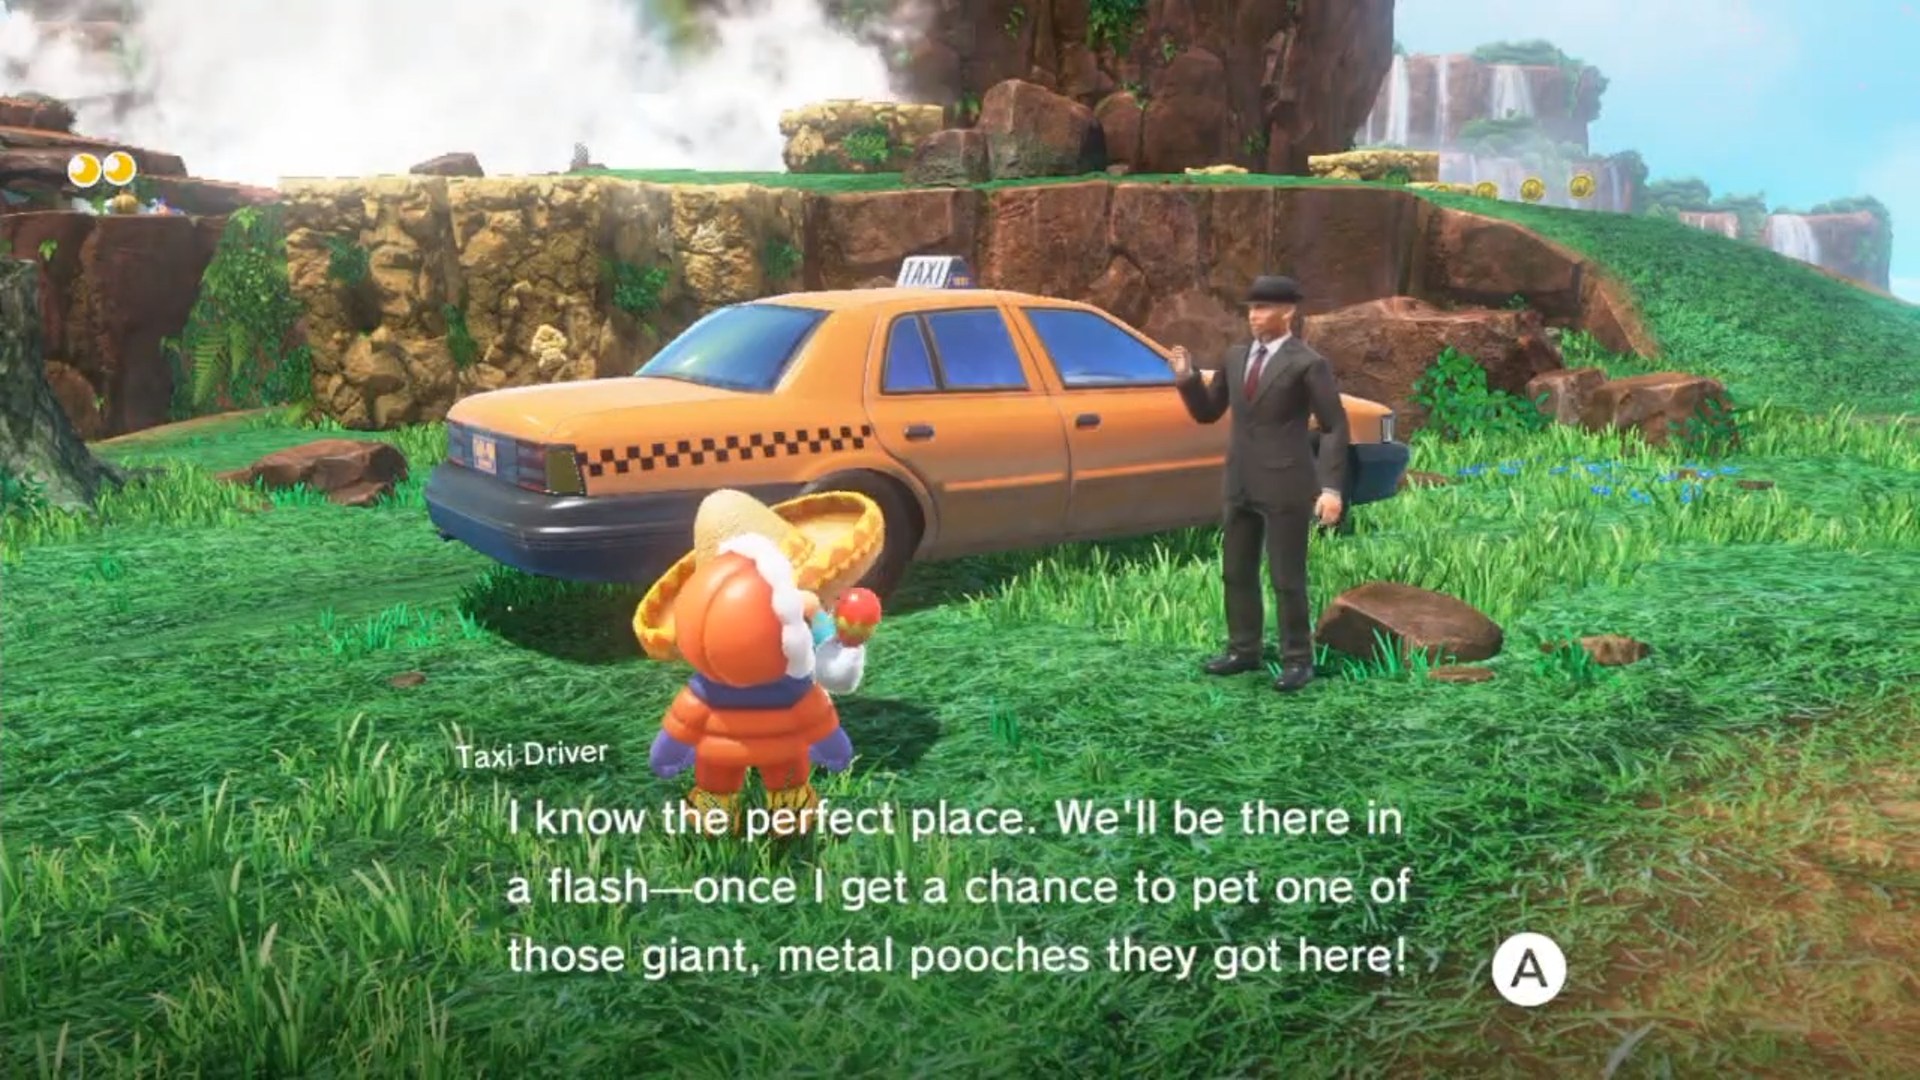 TAXI
Taxi Driver
I know the perfect place. We'll be there in
a flash—once I get a chance to pet one of
those giant, metal pooches they got here!
A